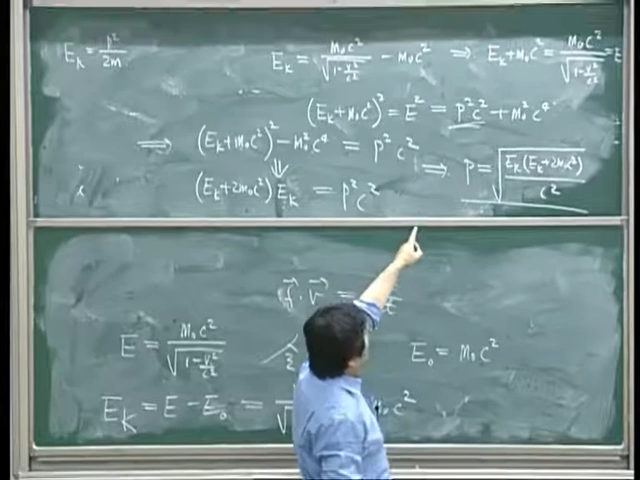 E_k = p²/2m
E_k = m₀c²/√(1-v²/c²) - m₀c² ⟹ E_k+m₀c² = m₀c²/√(1-v²/c²) = E
(E_k+m₀c²)² = E² = p²c² + m₀²c⁴
⟹ (E_k+m₀c²)² - m₀²c⁴ = p²c²
⟹ p = √(E_k(E_k+2m₀c²)/c²)
(E_k+2m₀c²)E_k = p²c²
f⃗ · v⃗ =
E = m₀c²/√(1-v²/c²)
E₀ = m₀c²
E_k = E - E₀ =
m₀c²